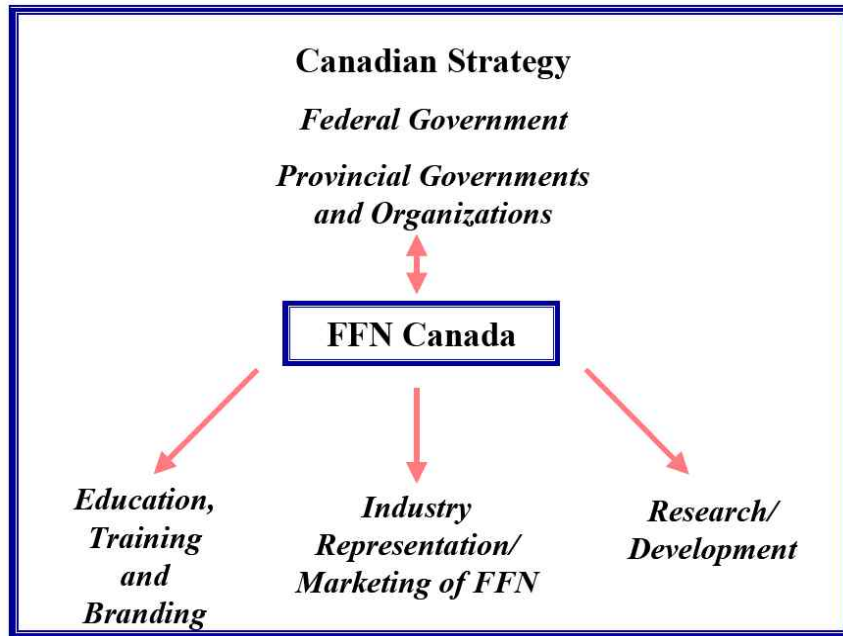 Canadian Strategy
Federal Government
Provincial Governments
and Organizations
FFN Canada
Education,
Training
and
Branding
Industry
Representation/
Marketing of FFN
Research/
Development